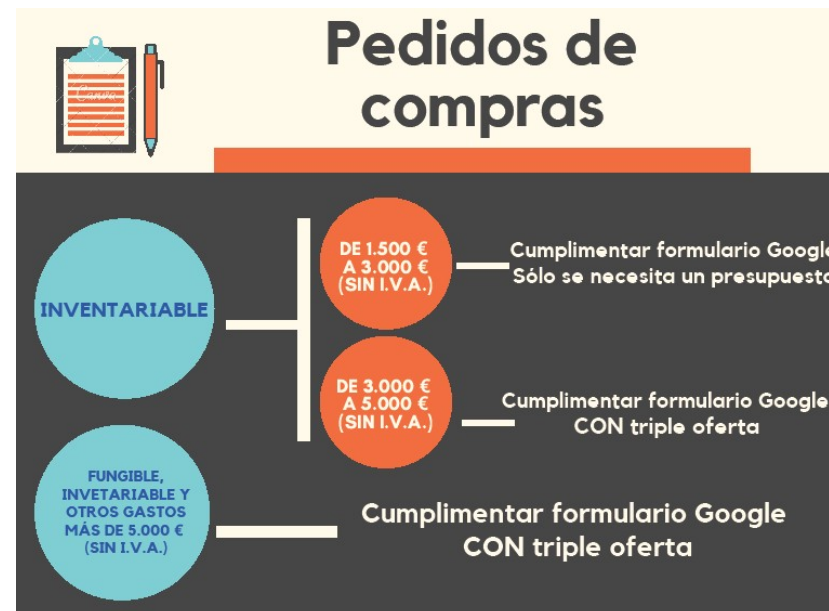 Pedidos de
compras
Canva
INVENTARIABLE
DE 1.500 €
A 3.000 €
(SIN I.V.A.)
Cumplimentar formulario Google
Sólo se necesita un presupuesto
DE 3.000 €
A 5.000 €
(SIN I.V.A.)
Cumplimentar formulario Google
CON triple oferta
FUNGIBLE,
INVETARIABLE Y
OTROS GASTOS
MÁS DE 5.000 €
(SIN I.V.A.)
Cumplimentar formulario Google
CON triple oferta